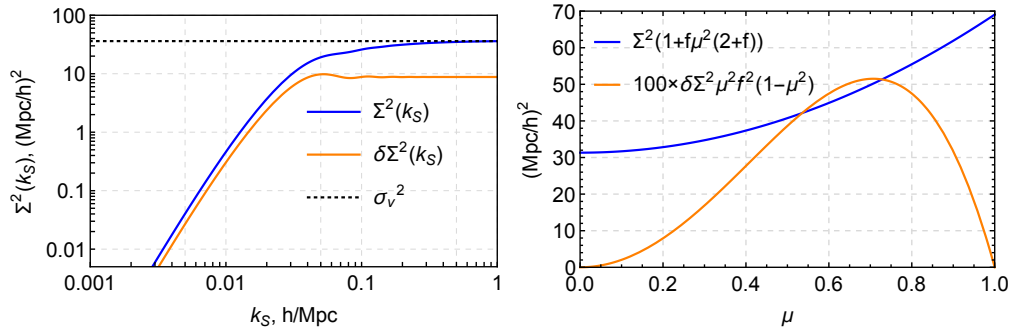 100
10
1
0.1
0.01
0.001 0.01 0.1 1
Σ²(k_S), (Mpc/h)²
k_S, h/Mpc
Σ²(k_S)
δΣ²(k_S)
σ_v²
70
60
50
40
30
20
10
0
0.0 0.2 0.4 0.6 0.8 1.0
(Mpc/h)²
μ
Σ²(1+fμ²(2+f))
100×δΣ²μ²f²(1−μ²)